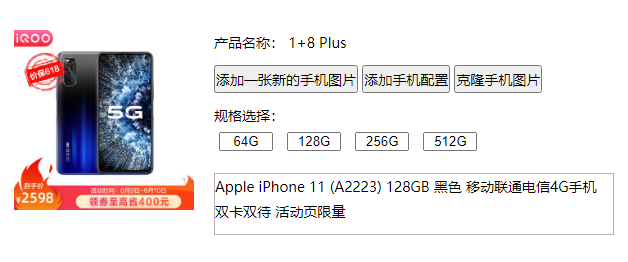 iQOO
价保618
5G
到手价
¥2598
活动时间：6月9日-6月10日
领券至高省400元
产品名称： 1+8 Plus
添加一张新的手机图片 添加手机配置 克隆手机图片
规格选择：
64G 128G 256G 512G
Apple iPhone 11 (A2223) 128GB 黑色 移动联通电信4G手机
双卡双待 活动页限量